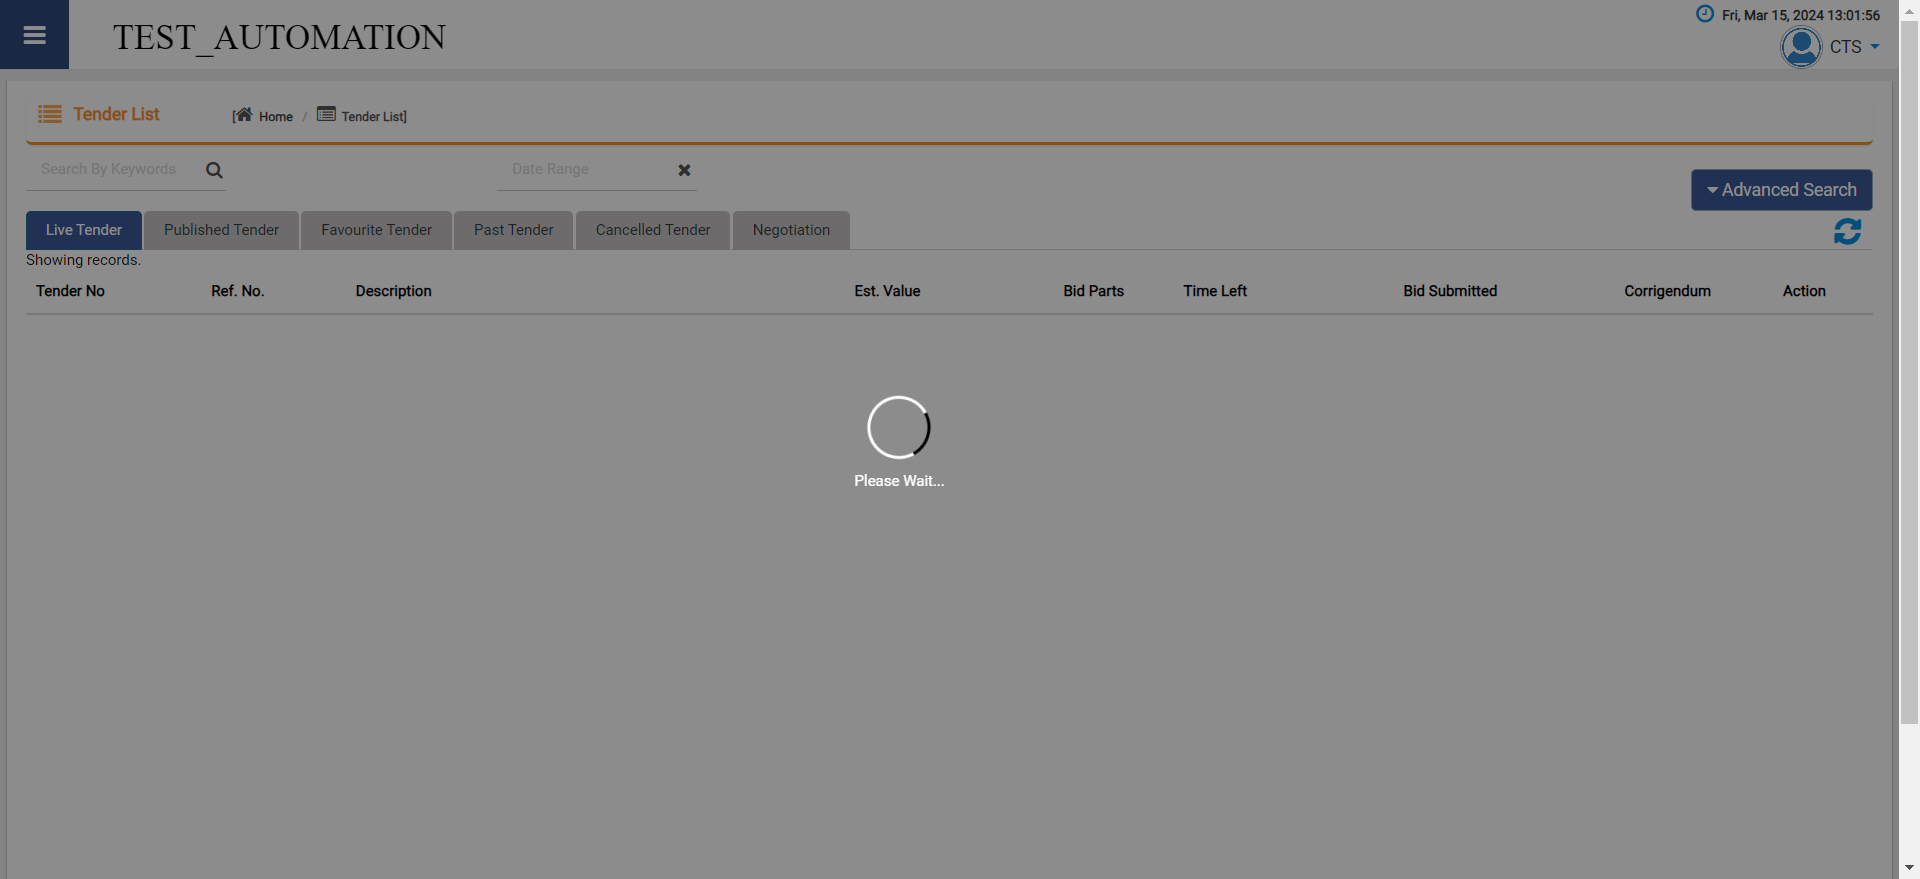 TEST_AUTOMATION
Fri, Mar 15, 2024 13:01:56
CTS
Tender List
[ Home / Tender List]
Search By Keywords
Date Range
Advanced Search
Live Tender
Published Tender
Favourite Tender
Past Tender
Cancelled Tender
Negotiation
Showing records.
Tender No
Ref. No.
Description
Est. Value
Bid Parts
Time Left
Bid Submitted
Corrigendum
Action
Please Wait...